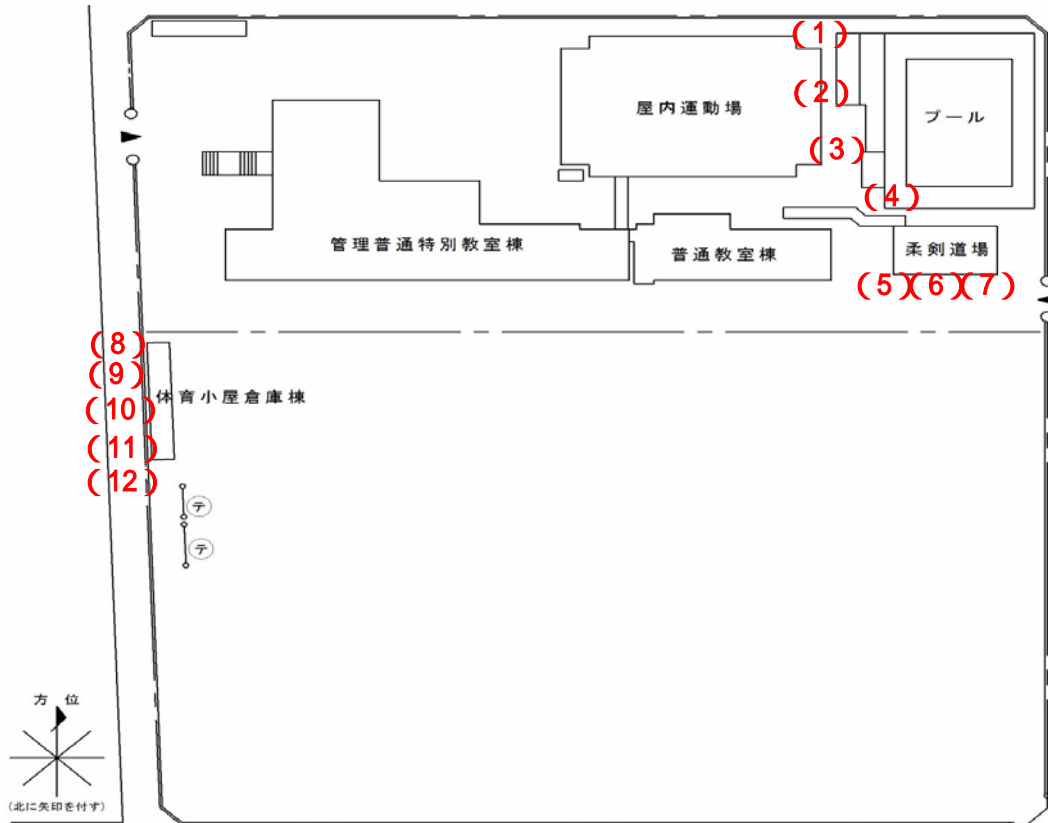 (1)
屋内運動場
(2)
プール
(3)
(4)
管理普通特別教室棟
普通教室棟
柔剣道場
(5)(6)(7)
(8)
(9)
体育小屋倉庫棟
(10)
(11)
(12)
テ
テ
方位
(北に矢印を付す)